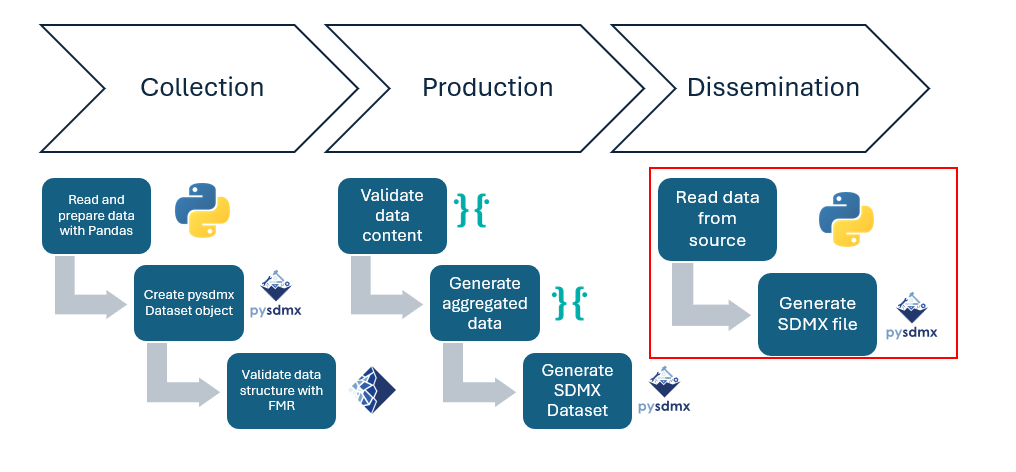 Collection
Production
Dissemination
Read and
prepare data
with Pandas
Create pysdmx
Dataset object
pysdmx
Validate data
structure with
FMR
Validate
data
content
Generate
aggregated
data
Generate
SDMX
Dataset
pysdmx
Read data
from
source
Generate
SDMX file
pysdmx